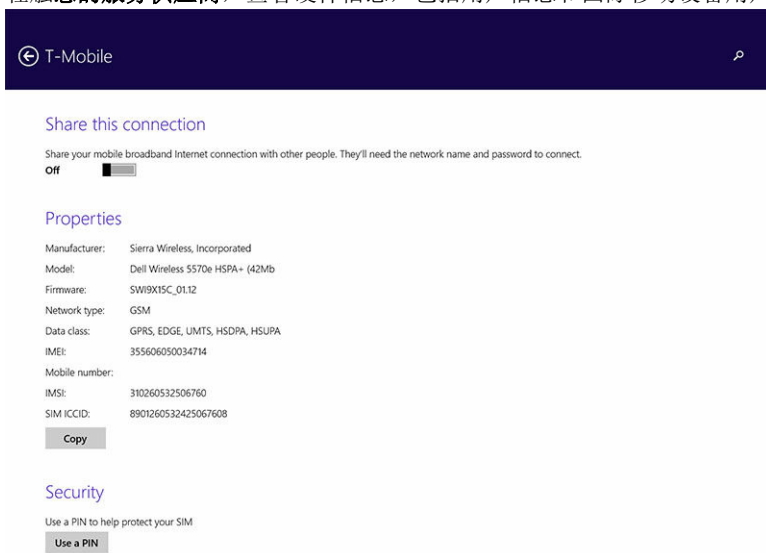 T-Mobile
Share this connection
Share your mobile broadband Internet connection with other people. They'll need the network name and password to connect.
Off
Properties
Manufacturer: Sierra Wireless, Incorporated
Model: Dell Wireless 5570e HSPA+ (42Mb
Firmware: SWI9X15C_01.12
Network type: GSM
Data class: GPRS, EDGE, UMTS, HSDPA, HSUPA
IMEI: 355606050034714
Mobile number:
IMSI: 310260532506760
SIM ICCID: 8901260532425067608
Copy
Security
Use a PIN to help protect your SIM
Use a PIN